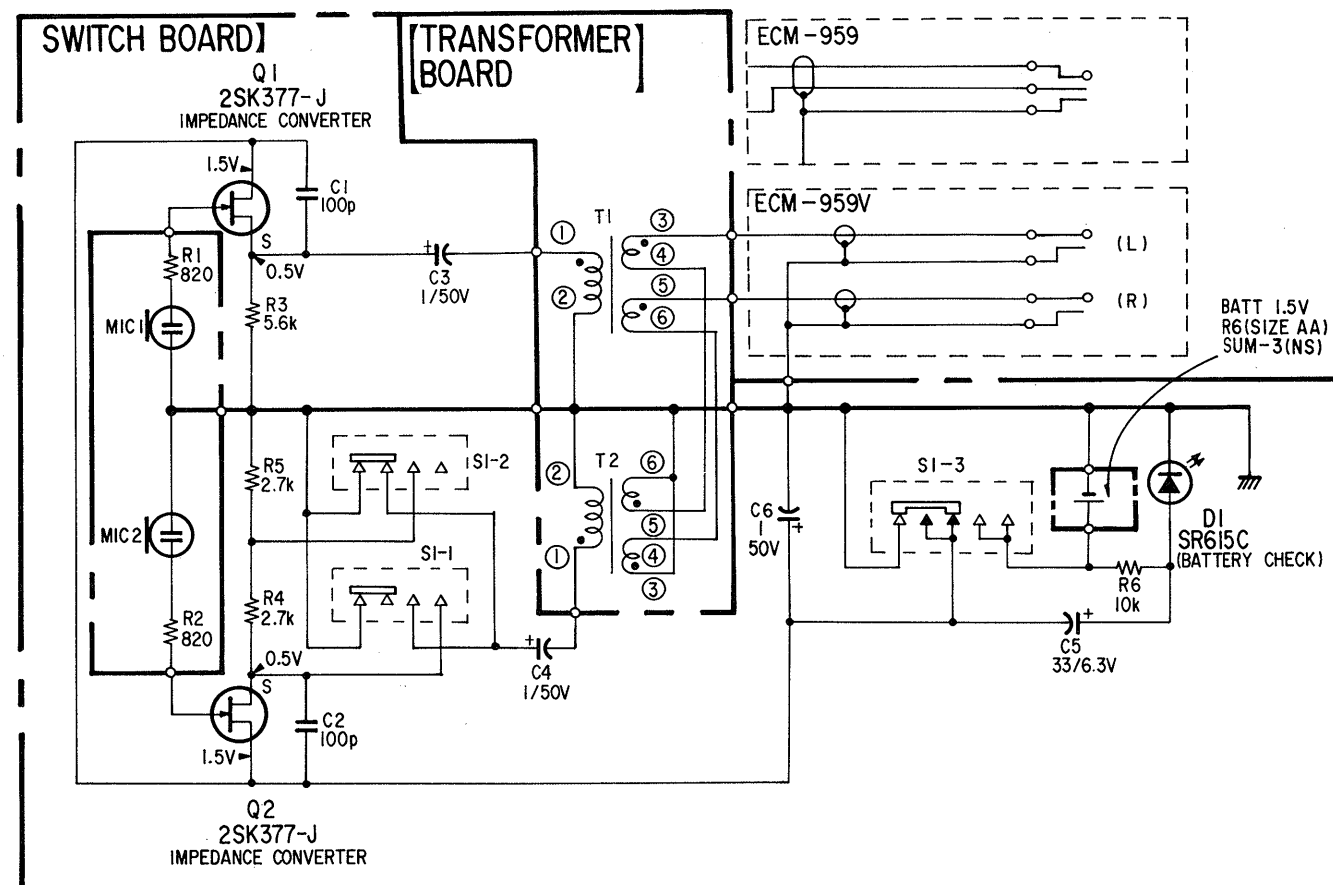 SWITCH BOARD】
【TRANSFORMER】
BOARD
ECM-959
ECM-959V
Q1
2SK377-J
IMPEDANCE CONVERTER
1.5V
C1
100p
S
0.5V
R1
820
R3
5.6k
MIC1
+
C3
1/50V
T1
①
②
③
④
⑤
⑥
(L)
(R)
BATT 1.5V
R6(SIZE AA)
SUM-3(NS)
R5
2.7k
S1-2
MIC2
S1-1
R4
2.7k
R2
820
0.5V
S
+
C4
1/50V
T2
②
①
⑥
⑤
④
③
C6
1
50V
+
S1-3
D1
SR615C
(BATTERY CHECK)
R6
10k
+
C5
33/6.3V
C2
100p
1.5V
Q2
2SK377-J
IMPEDANCE CONVERTER